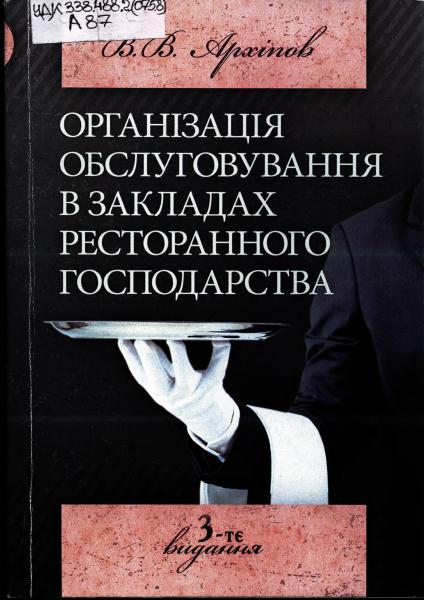 УДК 338.488.2(075.8)
А 87
В.В. Архіпов
ОРГАНІЗАЦІЯ
ОБСЛУГОВУВАННЯ
В ЗАКЛАДАХ
РЕСТОРАННОГО
ГОСПОДАРСТВА
3-тє
видання